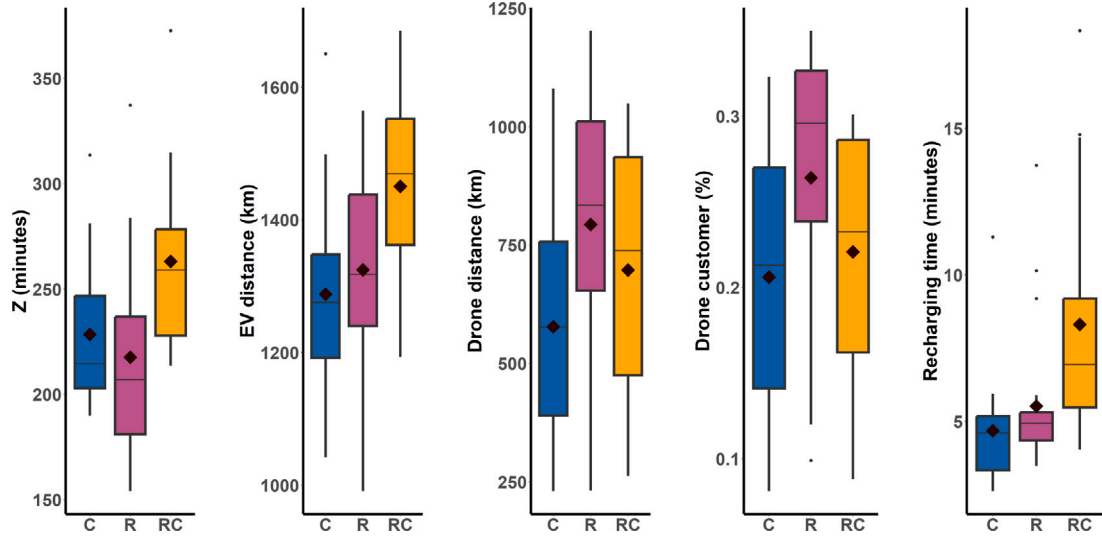 Z (minutes)
350
300
250
200
150
C R RC
EV distance (km)
1600
1400
1200
1000
C R RC
Drone distance (km)
1250
1000
750
500
250
C R RC
Drone customer (%)
0.3
0.2
0.1
C R RC
Recharging time (minutes)
15
10
5
C R RC